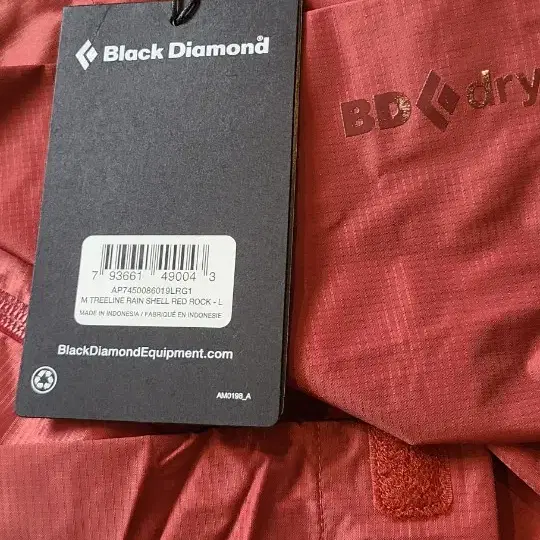 Black Diamond®
BD dry
7 93661 49004 3
AP7450086019LRG1
M TREELINE RAIN SHELL RED ROCK - L
MADE IN INDONESIA / FABRIQUÉ EN INDONESIE
BlackDiamondEquipment.com
AM0198_A